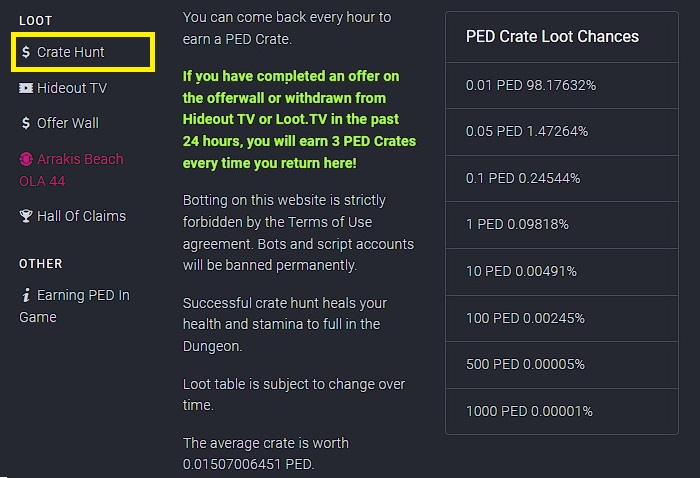 LOOT
$ Crate Hunt
Hideout TV
$ Offer Wall
Arrakis Beach
OLA 44
Hall Of Claims
OTHER
i Earning PED In
Game
You can come back every hour to
earn a PED Crate.
If you have completed an offer on
the offerwall or withdrawn from
Hideout TV or Loot.TV in the past
24 hours, you will earn 3 PED Crates
every time you return here!
Botting on this website is strictly
forbidden by the Terms of Use
agreement. Bots and script accounts
will be banned permanently.
Successful crate hunt heals your
health and stamina to full in the
Dungeon.
Loot table is subject to change over
time.
The average crate is worth
0.01507006451 PED.
PED Crate Loot Chances
0.01 PED 98.17632%
0.05 PED 1.47264%
0.1 PED 0.24544%
1 PED 0.09818%
10 PED 0.00491%
100 PED 0.00245%
500 PED 0.00005%
1000 PED 0.00001%